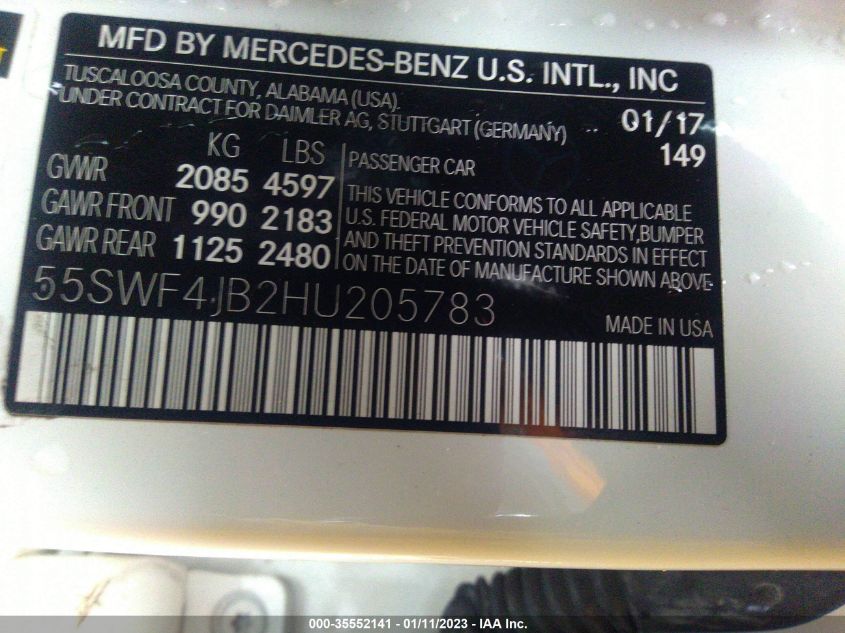 MFD BY MERCEDES-BENZ U.S. INTL., INC
TUSCALOOSA COUNTY, ALABAMA (USA)
UNDER CONTRACT FOR DAIMLER AG, STUTTGART (GERMANY)
01/17
149
KG LBS
GVWR 2085 4597
GAWR FRONT 990 2183
GAWR REAR 1125 2480
PASSENGER CAR
THIS VEHICLE CONFORMS TO ALL APPLICABLE
U.S. FEDERAL MOTOR VEHICLE SAFETY,BUMPER
AND THEFT PREVENTION STANDARDS IN EFFECT
ON THE DATE OF MANUFACTURE SHOWN ABOVE
55SWF4JB2HU205783
MADE IN USA
000-35552141 - 01/11/2023 - IAA Inc.